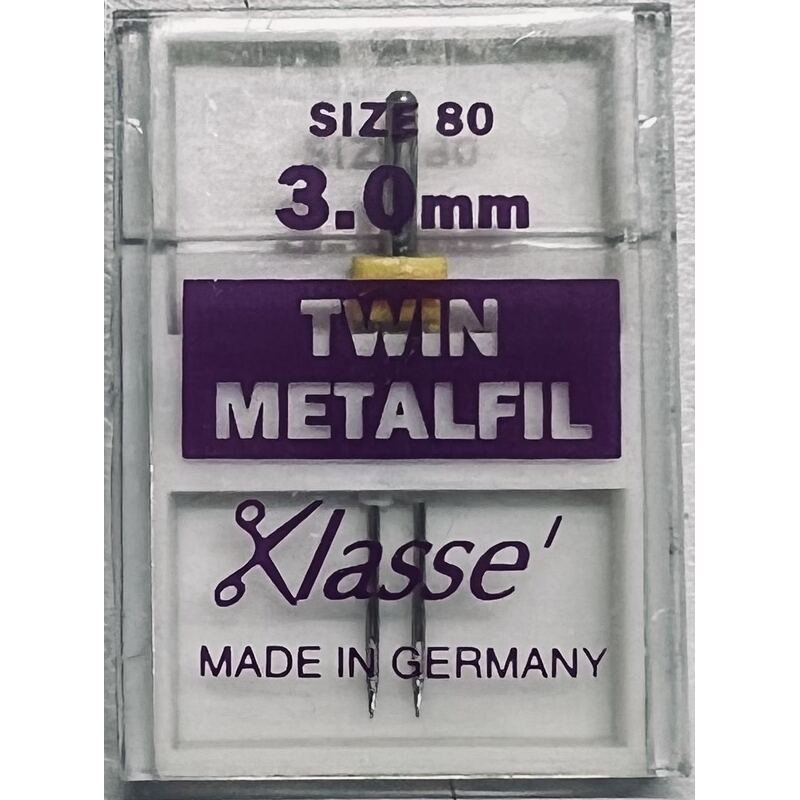 SIZE 80
3.0mm
TWIN
METALFIL
Klasse'
MADE IN GERMANY